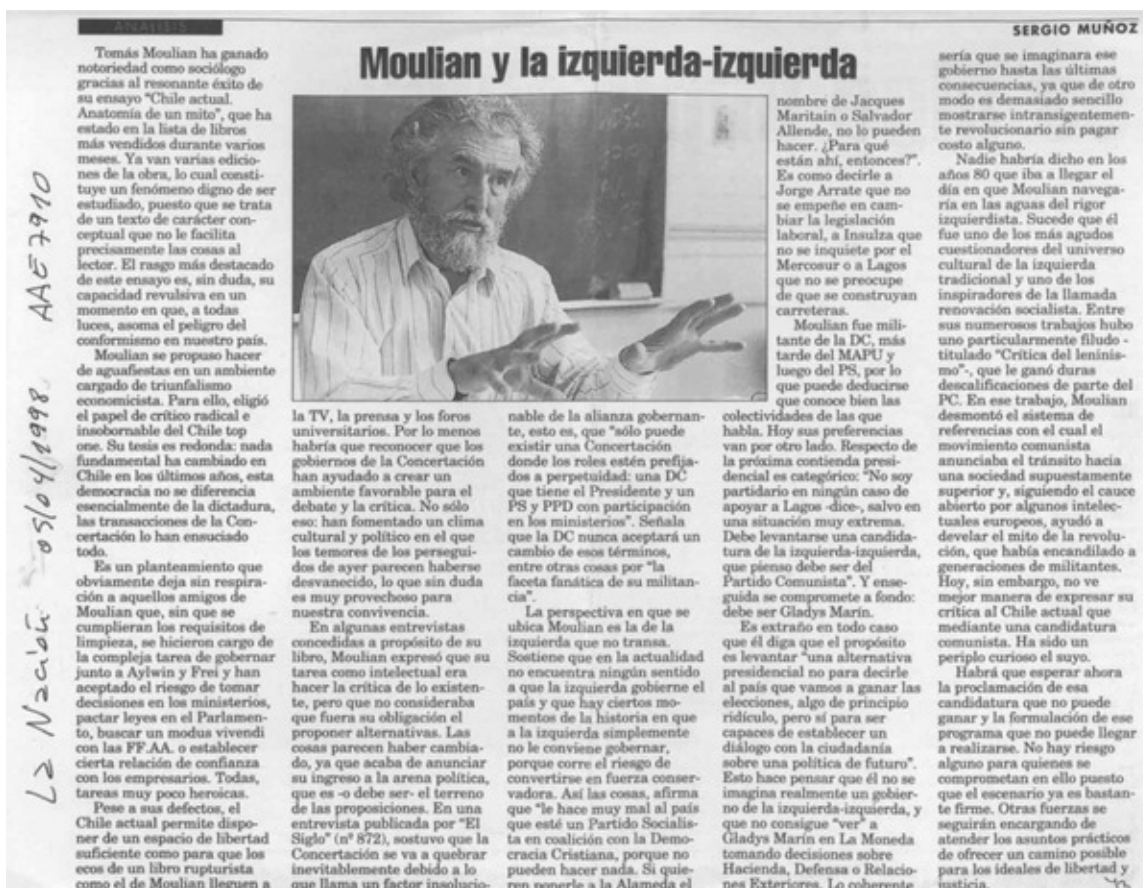 ANALISIS
SERGIO MUÑOZ
Moulian y la izquierda-izquierda
Tomás Moulian ha ganado
notoriedad como sociólogo
gracias al resonante éxito de
su ensayo "Chile actual.
Anatomía de un mito", que ha
estado en la lista de libros
más vendidos durante varios
meses. Ya van varias edicio-
nes de la obra, lo cual consti-
tuye un fenómeno digno de ser
estudiado, puesto que se trata
de un texto de carácter con-
ceptual que no le facilita
precisamente las cosas al
lector. El rasgo más destacado
de este ensayo es, sin duda, su
capacidad revulsiva en un
momento en que, a todas
luces, asoma el peligro del
conformismo en nuestro país.
Moulian se propuso hacer
de aguafiestas en un ambiente
cargado de triunfalismo
economicista. Para ello, eligió
el papel de crítico radical e
insobornable del Chile top
one. Su tesis es redonda: nada
fundamental ha cambiado en
Chile en los últimos años, esta
democracia no se diferencia
esencialmente de la dictadura,
las transacciones de la Con-
certación lo han ensuciado
todo.
Es un planteamiento que
obviamente deja sin respira-
ción a aquellos amigos de
Moulian que, sin que se
cumplieran los requisitos de
limpieza, se hicieron cargo de
la compleja tarea de gobernar
junto a Aylwin y Frei y han
aceptado el riesgo de tomar
decisiones en los ministerios,
pactar leyes en el Parlamen-
to, buscar un modus vivendi
con las FF.AA. o establecer
cierta relación de confianza
con los empresarios. Todas,
tareas muy poco heroicas.
Pese a sus defectos, el
Chile actual permite dispo-
ner de un espacio de libertad
suficiente como para que los
ecos de un libro rupturista
como el de Moulian lleguen a
la TV, la prensa y los foros
universitarios. Por lo menos
habría que reconocer que los
gobiernos de la Concertación
han ayudado a crear un
ambiente favorable para el
debate y la crítica. No sólo
eso: han fomentado un clima
cultural y político en el que
los temores de los persegui-
dos de ayer parecen haberse
desvanecido, lo que sin duda
es muy provechoso para
nuestra convivencia.
En algunas entrevistas
concedidas a propósito de su
libro, Moulian expresó que su
tarea como intelectual era
hacer la crítica de lo existen-
te, pero que no consideraba
que fuera su obligación el
proponer alternativas. Las
cosas parecen haber cambia-
do, ya que acaba de anunciar
su ingreso a la arena política,
que es -o debe ser- el terreno
de las proposiciones. En una
entrevista publicada por "El
Siglo" (nº 872), sostuvo que la
Concertación se va a quebrar
inevitablemente debido a lo
que llama un factor insolucio-
nable de la alianza gobernan-
te, esto es, que "sólo puede
existir una Concertación
donde los roles estén prefija-
dos a perpetuidad: una DC
que tiene el Presidente y un
PS y PPD con participación
en los ministerios". Señala
que la DC nunca aceptará un
cambio de esos términos,
entre otras cosas por "la
faceta fanática de su militan-
cia".
La perspectiva en que se
ubica Moulian es la de la
izquierda que no transa.
Sostiene que en la actualidad
no encuentra ningún sentido
a que la izquierda gobierne el
país y que hay ciertos mo-
mentos de la historia en que
a la izquierda simplemente
no le conviene gobernar,
porque corre el riesgo de
convertirse en fuerza conser-
vadora. Así las cosas, afirma
que "le hace muy mal al país
que esté un Partido Socialis-
ta en coalición con la Demo-
cracia Cristiana, porque no
pueden hacer nada. Si quie-
ren ponerle a la Alameda el
nombre de Jacques
Maritain o Salvador
Allende, no lo pueden
hacer. ¿Para qué
están ahí, entonces?".
Es como decirle a
Jorge Arrate que no
se empeñe en cam-
biar la legislación
laboral, a Insulza que
no se inquiete por el
Mercosur o a Lagos
que no se preocupe
de que se construyan
carreteras.
Moulian fue mili-
tante de la DC, más
tarde del MAPU y
luego del PS, por lo
que puede deducirse
que conoce bien las
colectividades de las que
habla. Hoy sus preferencias
van por otro lado. Respecto de
la próxima contienda presi-
dencial es categórico: "No soy
partidario en ningún caso de
apoyar a Lagos -dice-, salvo en
una situación muy extrema.
Debe levantarse una candida-
tura de la izquierda-izquierda,
que pienso debe ser del
Partido Comunista". Y ense-
guida se compromete a fondo:
debe ser Gladys Marín.
Es extraño en todo caso
que él diga que el propósito
es levantar "una alternativa
presidencial no para decirle
al país que vamos a ganar las
elecciones, algo de principio
ridículo, pero sí para ser
capaces de establecer un
diálogo con la ciudadanía
sobre una política de futuro".
Esto hace pensar que él no se
imagina realmente un gobier-
no de la izquierda-izquierda, y
que no consigue "ver" a
Gladys Marín en La Moneda
tomando decisiones sobre
Hacienda, Defensa o Relacio-
nes Exteriores. Lo coherente
sería que se imaginara ese
gobierno hasta las últimas
consecuencias, ya que de otro
modo es demasiado sencillo
mostrarse intransigentemen-
te revolucionario sin pagar
costo alguno.
Nadie habría dicho en los
años 80 que iba a llegar el
día en que Moulian navega-
ría en las aguas del rigor
izquierdista. Sucede que él
fue uno de los más agudos
cuestionadores del universo
cultural de la izquierda
tradicional y uno de los
inspiradores de la llamada
renovación socialista. Entre
sus numerosos trabajos hubo
uno particularmente filudo -
titulado "Crítica del leninis-
mo"-, que le ganó duras
descalificaciones de parte del
PC. En ese trabajo, Moulian
desmontó el sistema de
referencias con el cual el
movimiento comunista
anunciaba el tránsito hacia
una sociedad supuestamente
superior y, siguiendo el cauce
abierto por algunos intelec-
tuales europeos, ayudó a
develar el mito de la revolu-
ción, que había encandilado a
generaciones de militantes.
Hoy, sin embargo, no ve
mejor manera de expresar su
crítica al Chile actual que
mediante una candidatura
comunista. Ha sido un
periplo curioso el suyo.
Habrá que esperar ahora
la proclamación de esa
candidatura que no puede
ganar y la formulación de ese
programa que no puede llegar
a realizarse. No hay riesgo
alguno para quienes se
comprometan en ello puesto
que el escenario ya es bastan-
te firme. Otras fuerzas se
seguirán encargando de
atender los asuntos prácticos
de ofrecer un camino posible
para los ideales de libertad y
justicia.
La Nación 05/04/1998 AAE7910